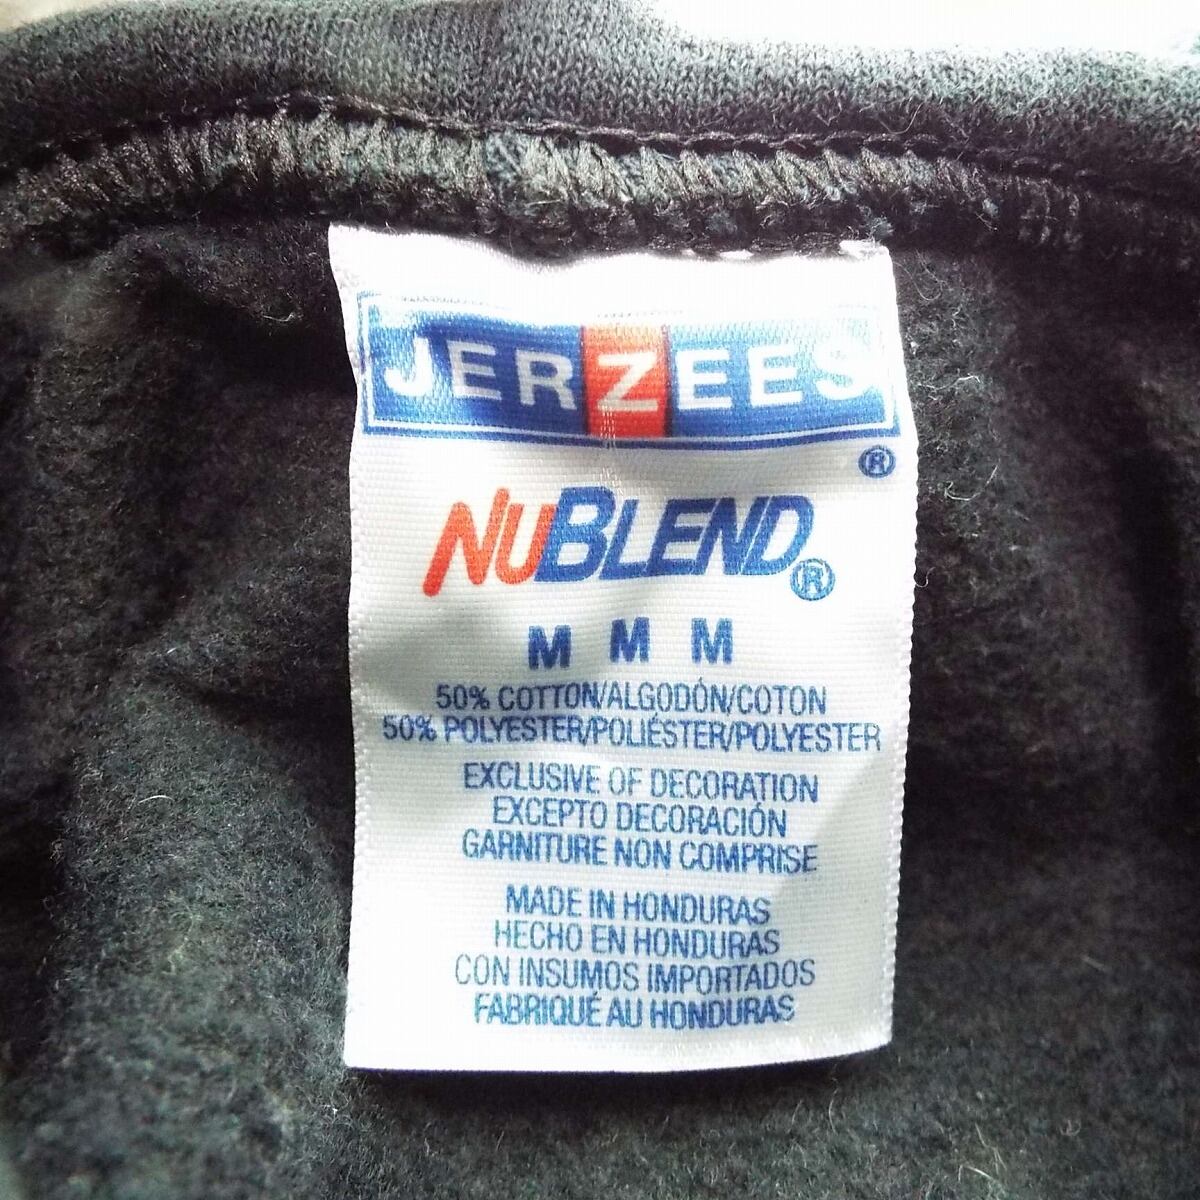 JERZEES
®
NUBLEND®
M M M
50% COTTON/ALGODÓN/COTON
50% POLYESTER/POLIÉSTER/POLYESTER
EXCLUSIVE OF DECORATION
EXCEPTO DECORACIÓN
GARNITURE NON COMPRISE
MADE IN HONDURAS
HECHO EN HONDURAS
CON INSUMOS IMPORTADOS
FABRIQUÉ AU HONDURAS